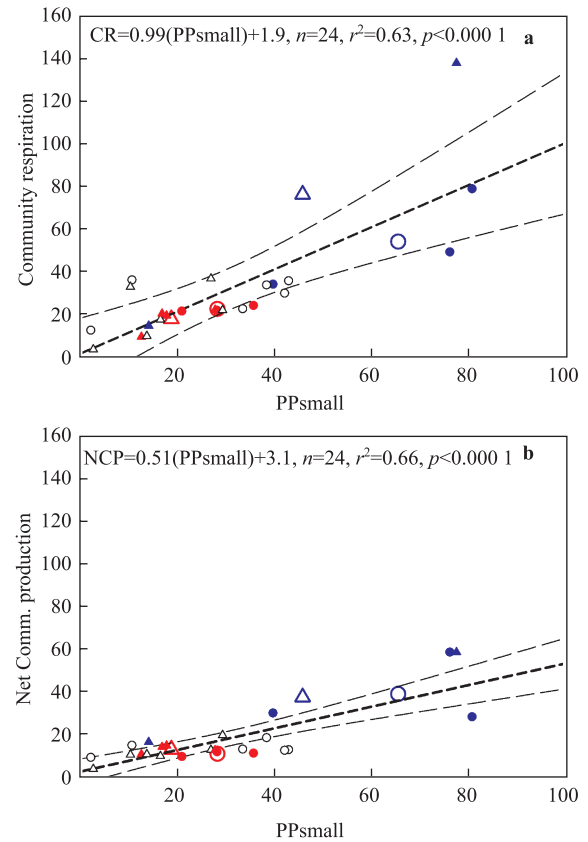 CR=0.99(PPsmall)+1.9, n=24, r²=0.63, p<0.000 1 a
160
140
120
100
80
60
40
20
0
Community respiration
20 40 60 80 100
PPsmall
NCP=0.51(PPsmall)+3.1, n=24, r²=0.66, p<0.000 1 b
160
140
120
100
80
60
40
20
0
Net Comm. production
20 40 60 80 100
PPsmall